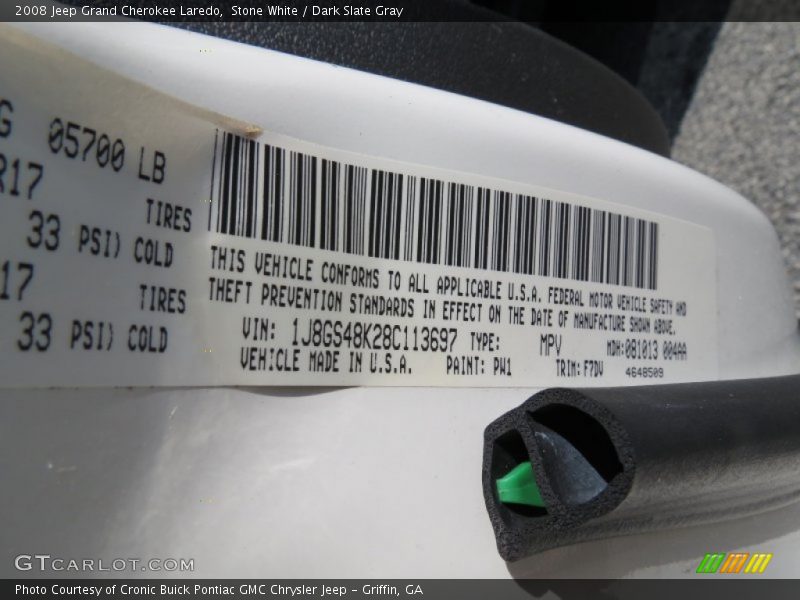 2008 Jeep Grand Cherokee Laredo, Stone White / Dark Slate Gray
G 05700 LB
R17
TIRES
33 PSI) COLD
17
TIRES
33 PSI) COLD
THIS VEHICLE CONFORMS TO ALL APPLICABLE U.S.A. FEDERAL MOTOR VEHICLE SAFETY AND
THEFT PREVENTION STANDARDS IN EFFECT ON THE DATE OF MANUFACTURE SHOWN ABOVE.
VIN: 1J8GS48K28C113697 TYPE: MPV MDH:081013 004AA
VEHICLE MADE IN U.S.A. PAINT: PW1 TRIM: F7DV 4648509
GTCARLOT.COM
Photo Courtesy of Cronic Buick Pontiac GMC Chrysler Jeep – Griffin, GA